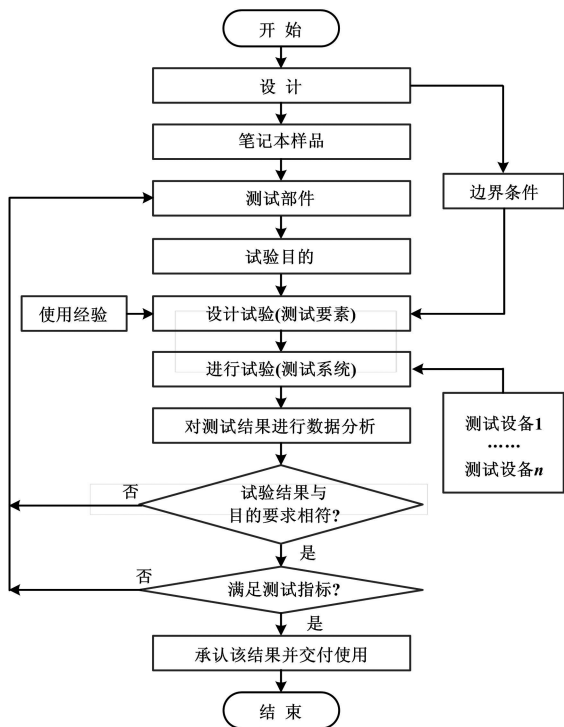 开 始
设 计
笔记本样品
测试部件
边界条件
试验目的
使用经验
设计试验(测试要素)
进行试验(测试系统)
测试设备1
……
测试设备n
对测试结果进行数据分析
否
试验结果与
目的要求相符?
是
否
满足测试指标?
是
承认该结果并交付使用
结 束